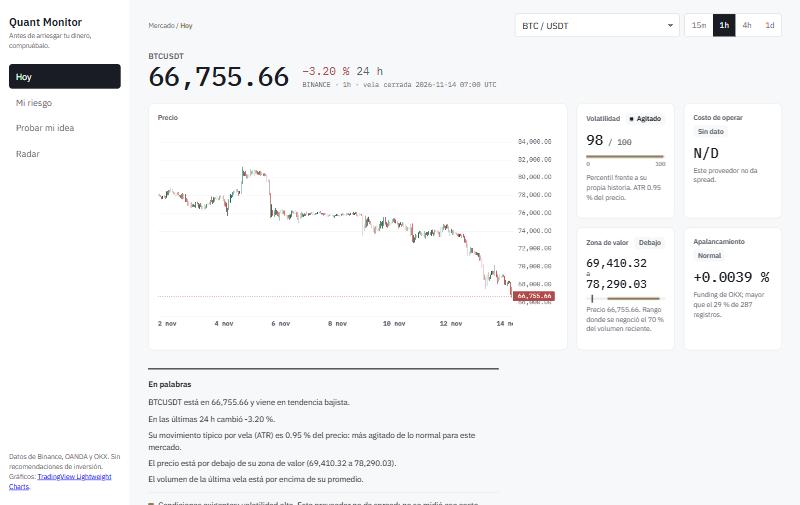 Quant Monitor
Antes de arriesgar tu dinero,
compruébalo.
Hoy
Mi riesgo
Probar mi idea
Radar
Datos de Binance, OANDA y OKX. Sin
recomendaciones de inversión.
Gráficos: TradingView Lightweight
Charts.
Mercado / Hoy
BTC / USDT
15m 1h 4h 1d
BTCUSDT
66,755.66 −3.20 % 24 h
BINANCE · 1h · vela cerrada 2026-11-14 07:00 UTC
Precio
84,000.00
82,000.00
80,000.00
78,000.00
76,000.00
74,000.00
72,000.00
70,000.00
68,000.00
66,755.66
2 nov 4 nov 6 nov 8 nov 10 nov 12 nov 14 n
Volatilidad Agitado
98 / 100
0 100
Percentil frente a su
propia historia. ATR 0.95
% del precio.
Costo de operar
Sin dato
N/D
Este proveedor no da
spread.
Zona de valor Debajo
69,410.32
a
78,290.03
Precio 66,755.66. Rango
donde se negoció el 70 %
del volumen reciente.
Apalancamiento
Normal
+0.0039 %
Funding de OKX; mayor
que el 29 % de 287
registros.
En palabras
BTCUSDT está en 66,755.66 y viene en tendencia bajista.
En las últimas 24 h cambió -3.20 %.
Su movimiento típico por vela (ATR) es 0.95 % del precio: más agitado de lo normal para este
mercado.
El precio está por debajo de su zona de valor (69,410.32 a 78,290.03).
El volumen de la última vela está por encima de su promedio.